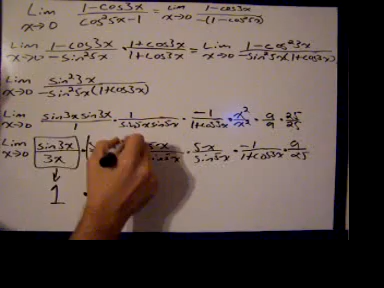 Lim x→0 1-cos3x / cos²5x-1 = Lim x→0 1-cos3x / -(1-cos²5x)
Lim x→0 1-cos3x / -sin²5x · 1+cos3x / 1+cos3x = Lim x→0 1-cos²3x / -sin²5x(1+cos3x)
Lim x→0 sin²3x / -sin²5x(1+cos3x)
Lim x→0 sin3x sin3x / 1 · 1 / sin5x sin5x · -1 / 1+cos3x · x² / x² · 9 / 9 · 25 / 25
Lim x→0 sin3x / 3x · 5x / sin5x · 5x / sin5x · -1 / 1+cos3x · 9 / 25
↓
1 ·